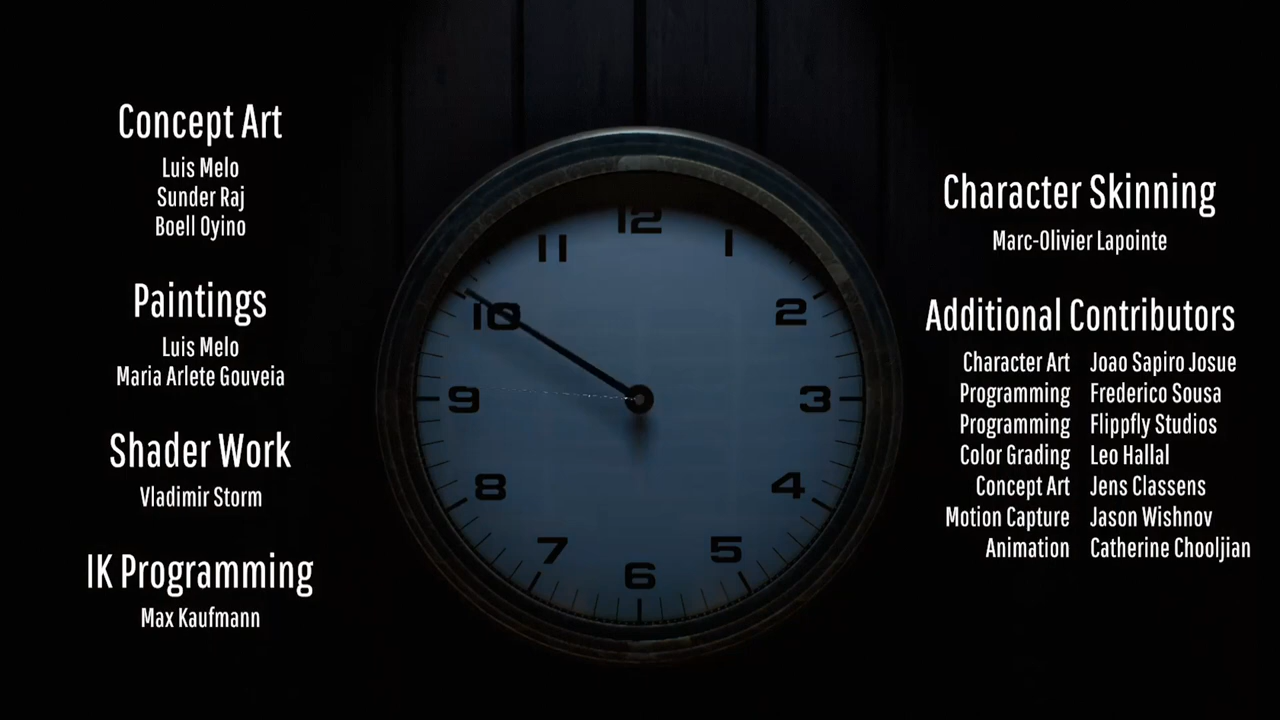 Concept Art
Luis Melo
Sunder Raj
Boell Oyino
Paintings
Luis Melo
Maria Arlete Gouveia
Shader Work
Vladimir Storm
IK Programming
Max Kaufmann
12
1
2
3
4
5
6
7
8
9
10
11
Character Skinning
Marc-Olivier Lapointe
Additional Contributors
Character Art Joao Sapiro Josue
Programming Frederico Sousa
Programming Flippfly Studios
Color Grading Leo Hallal
Concept Art Jens Classens
Motion Capture Jason Wishnov
Animation Catherine Chooljian